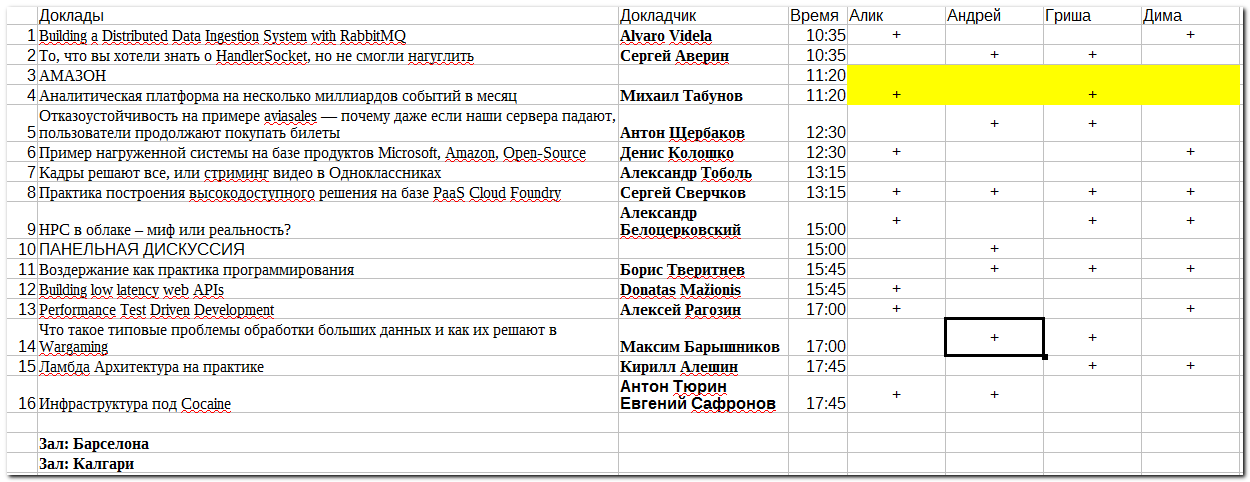 Доклады Докладчик Время Алик Андрей Гриша Дима
1 Building a Distributed Data Ingestion System with RabbitMQ Alvaro Videla 10:35 + +
2 То, что вы хотели знать о HandlerSocket, но не смогли нагуглить Сергей Аверин 10:35 + +
3 АМАЗОН 11:20
4 Аналитическая платформа на несколько миллиардов событий в месяц Михаил Табунов 11:20 + +
Отказоустойчивость на примере aviasales — почему даже если наши сервера падают,
5 пользователи продолжают покупать билеты Антон Щербаков 12:30 + +
6 Пример нагруженной системы на базе продуктов Microsoft, Amazon, Open-Source Денис Колошко 12:30 + +
7 Кадры решают все, или стриминг видео в Одноклассниках Александр Тоболь 13:15
8 Практика построения высокодоступного решения на базе PaaS Cloud Foundry Сергей Сверчков 13:15 + + + +
Александр
9 HPC в облаке – миф или реальность? Белоцерковский 15:00 + + +
10 ПАНЕЛЬНАЯ ДИСКУССИЯ 15:00 +
11 Воздержание как практика программирования Борис Тверитнев 15:45 + + +
12 Building low latency web APIs Donatas Mažionis 15:45 +
13 Performance Test Driven Development Алексей Рагозин 17:00 + +
Что такое типовые проблемы обработки больших данных и как их решают в
14 Wargaming Максим Барышников 17:00 + +
15 Ламбда Архитектура на практике Кирилл Алешин 17:45 + +
Антон Тюрин
16 Инфраструктура под Cocaine Евгений Сафронов 17:45 + +
Зал: Барселона
Зал: Калгари